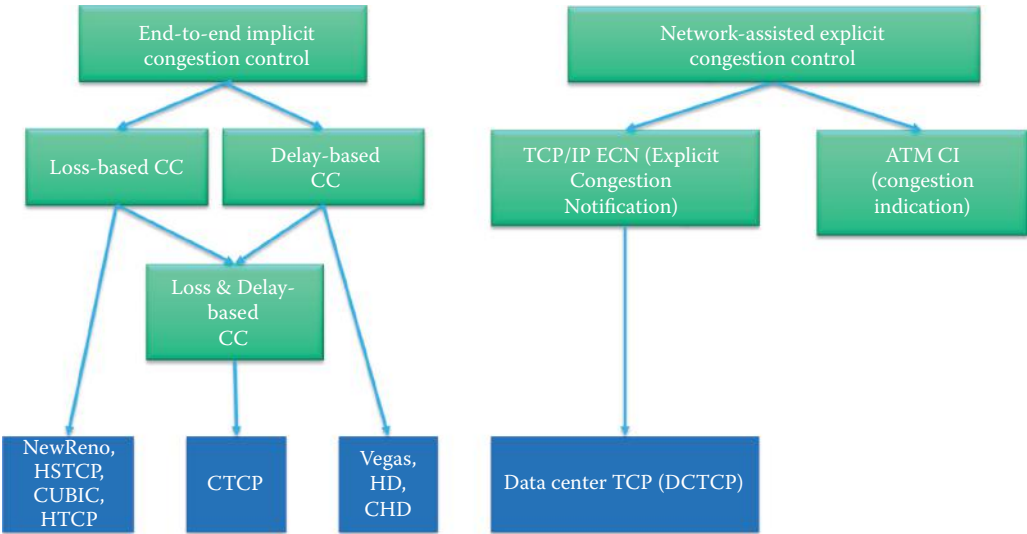 End-to-end implicit
congestion control
Network-assisted explicit
congestion control
Loss-based CC
Delay-based
CC
TCP/IP ECN (Explicit
Congestion
Notification)
ATM CI
(congestion
indication)
Loss & Delay-
based
CC
NewReno,
HSTCP,
CUBIC,
HTCP
CTCP
Vegas,
HD,
CHD
Data center TCP (DCTCP)